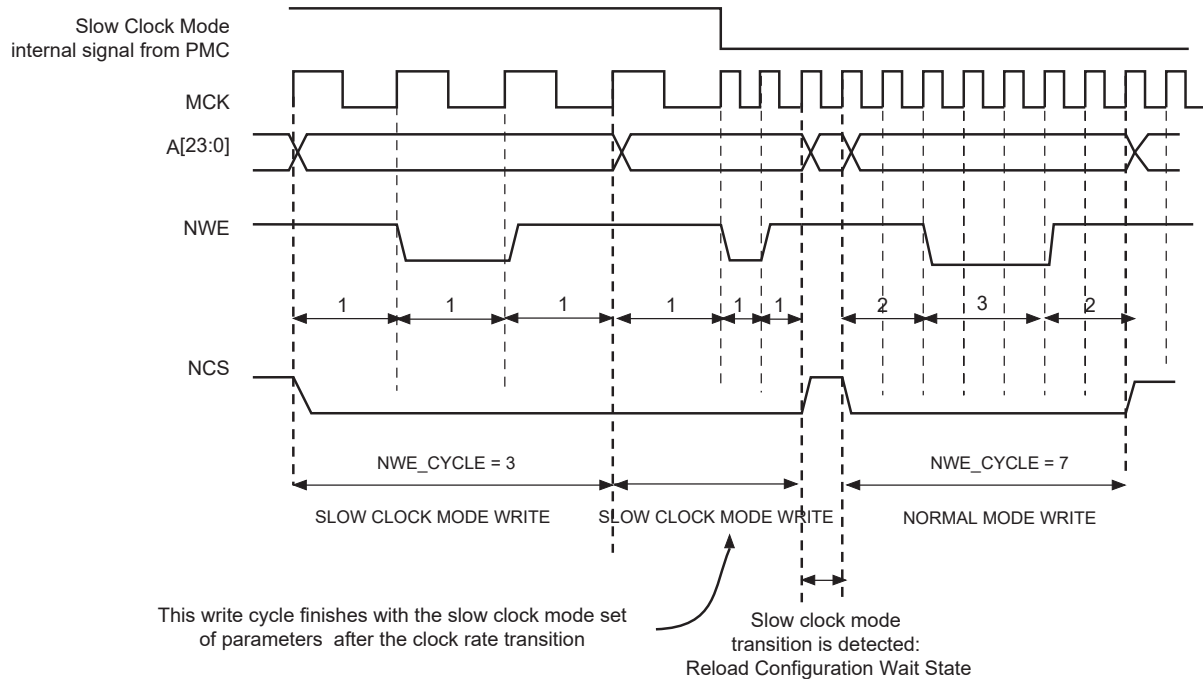 Slow Clock Mode
internal signal from PMC
MCK
A[23:0]
NWE
1 1 1 1 1 1 2 3 2
NCS
NWE_CYCLE = 3 NWE_CYCLE = 7
SLOW CLOCK MODE WRITE SLOW CLOCK MODE WRITE NORMAL MODE WRITE
This write cycle finishes with the slow clock mode set
of parameters after the clock rate transition
Slow clock mode
transition is detected:
Reload Configuration Wait State